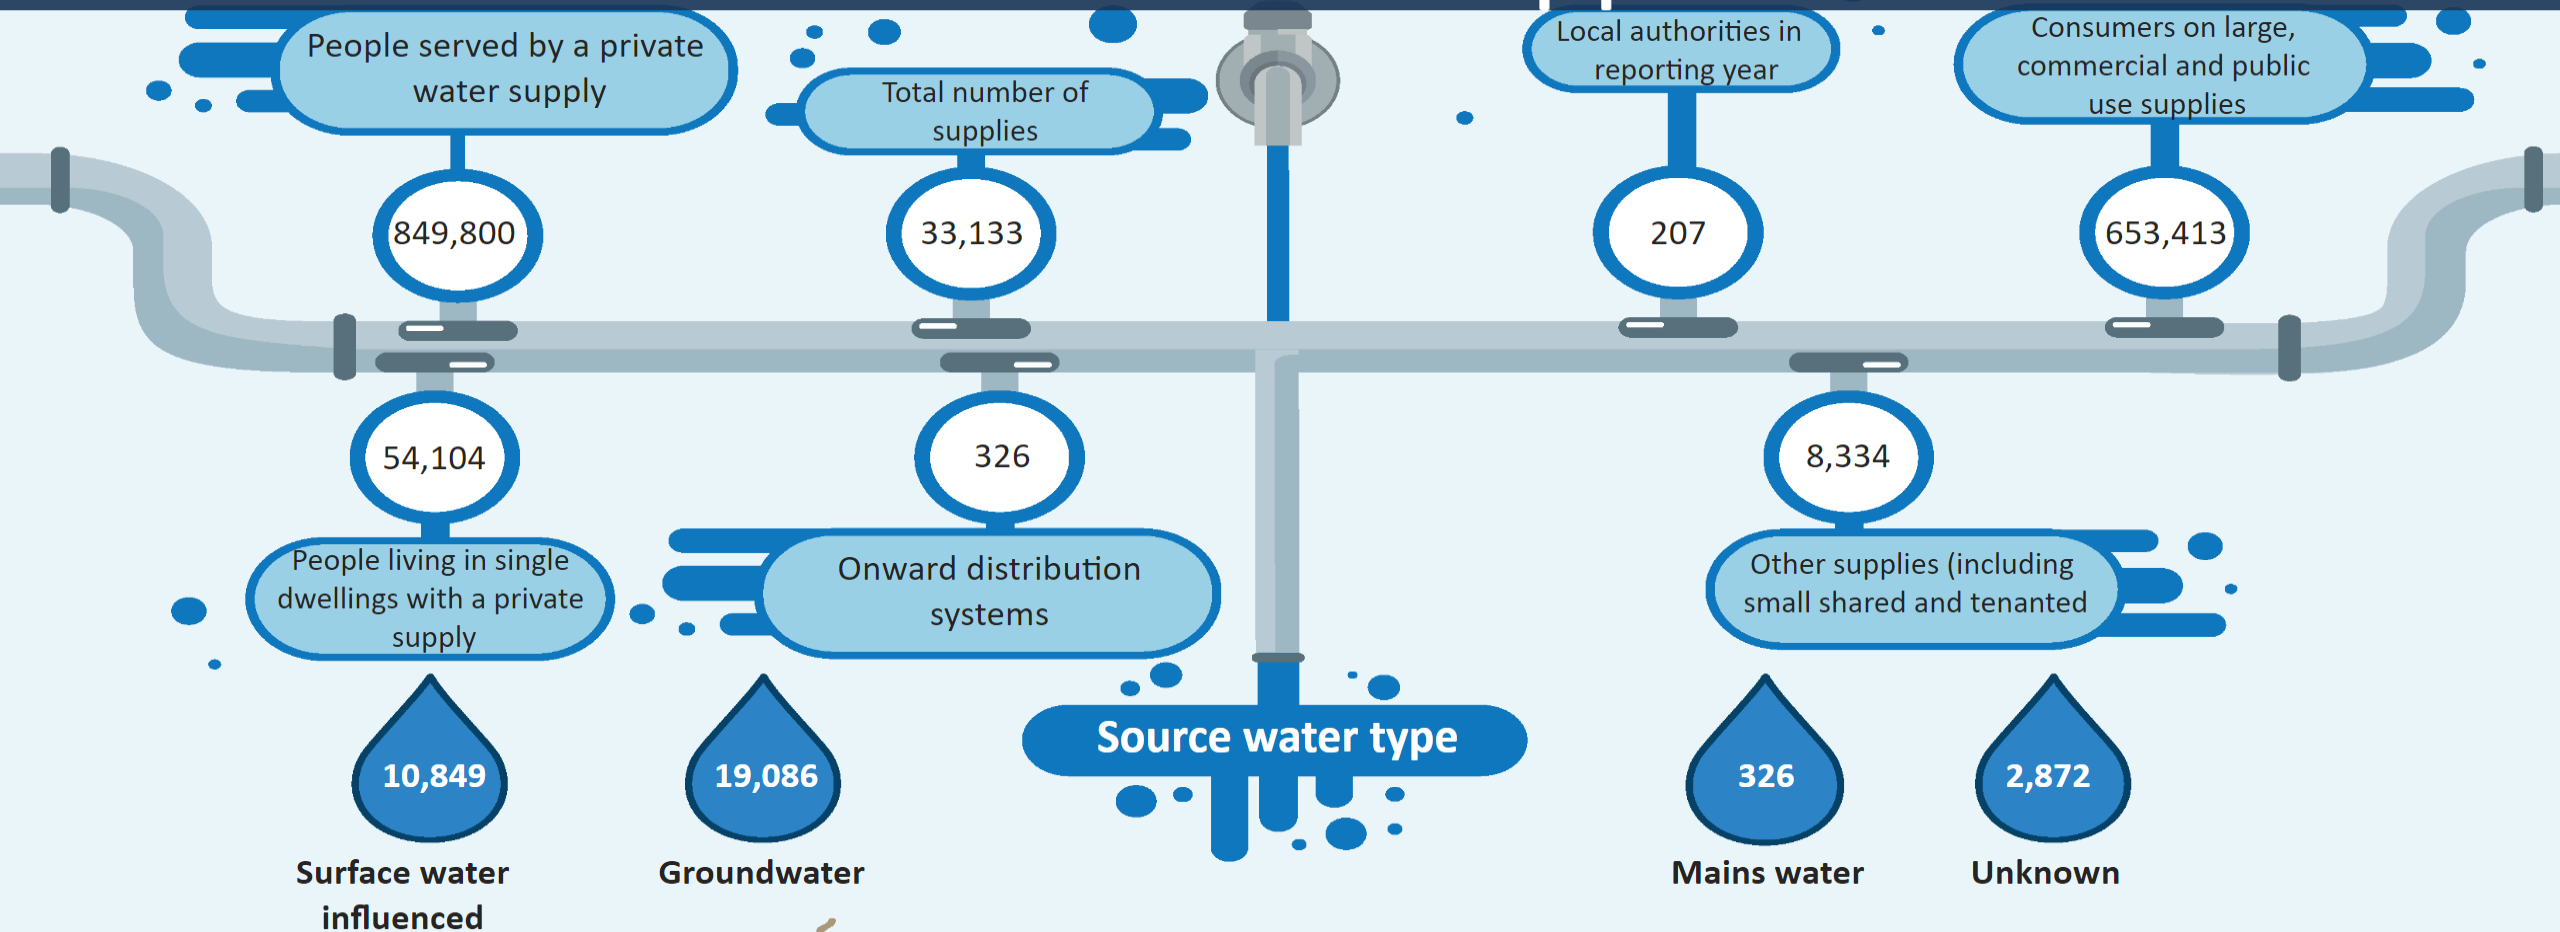 People served by a private
water supply
849,800
Total number of
supplies
33,133
Local authorities in
reporting year
207
Consumers on large,
commercial and public
use supplies
653,413
54,104
People living in single
dwellings with a private
supply
326
Onward distribution
systems
8,334
Other supplies (including
small shared and tenanted
Source water type
10,849
Surface water
influenced
19,086
Groundwater
326
Mains water
2,872
Unknown